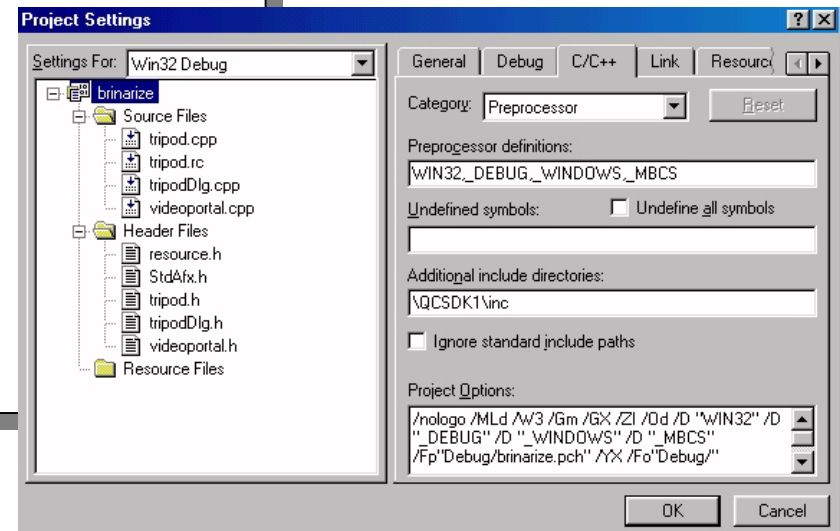 Project Settings
Settings For: Win32 Debug
brinarize
Source Files
tripod.cpp
tripod.rc
tripodDlg.cpp
videoportal.cpp
Header Files
resource.h
StdAfx.h
tripod.h
tripodDlg.h
videoportal.h
Resource Files
General Debug C/C++ Link Resourc
Category: Preprocessor Reset
Preprocessor definitions:
WIN32,_DEBUG,_WINDOWS,_MBCS
Undefined symbols: Undefine all symbols
Additional include directories:
\QCSDK1\inc
Ignore standard include paths
Project Options:
/nologo /MLd /W3 /Gm /GX /ZI /Od /D "WIN32" /D
"_DEBUG" /D "_WINDOWS" /D "_MBCS"
/Fp"Debug/brinarize.pch" /YX /Fo"Debug/"
OK Cancel